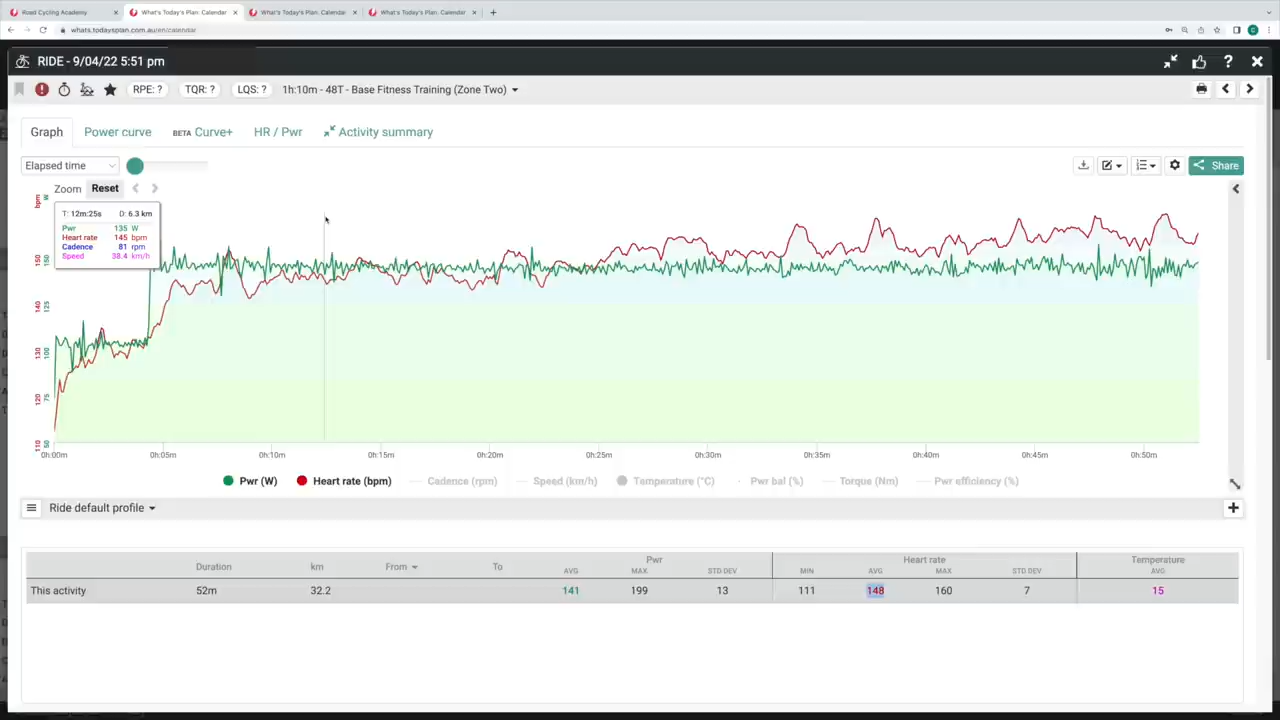 Road Cycling Academy
What's Today's Plan: Calendar
What's Today's Plan: Calendar
What's Today's Plan: Calendar
whats.todaysplan.com.au/en/calendar
RIDE - 9/04/22 5:51 pm
RPE: ? TQR: ? LQS: ? 1h:10m - 48T - Base Fitness Training (Zone Two)
Graph Power curve BETA Curve+ HR / Pwr Activity summary
Elapsed time
Share
Zoom Reset
bpm W
T: 12m:25s D: 6.3 km
Pwr 135 W
Heart rate 145 bpm
Cadence 81 rpm
Speed 38.4 km/h
150 150
140 125
130 100
120 75
110 50
0h:00m 0h:05m 0h:10m 0h:15m 0h:20m 0h:25m 0h:30m 0h:35m 0h:40m 0h:45m 0h:50m
Pwr (W) Heart rate (bpm) Cadence (rpm) Speed (km/h) Temperature (°C) Pwr bal (%) Torque (Nm) Pwr efficiency (%)
Ride default profile
Pwr Heart rate Temperature
Duration km From To AVG MAX STD DEV MIN AVG MAX STD DEV AVG
This activity 52m 32.2 141 199 13 111 148 160 7 15